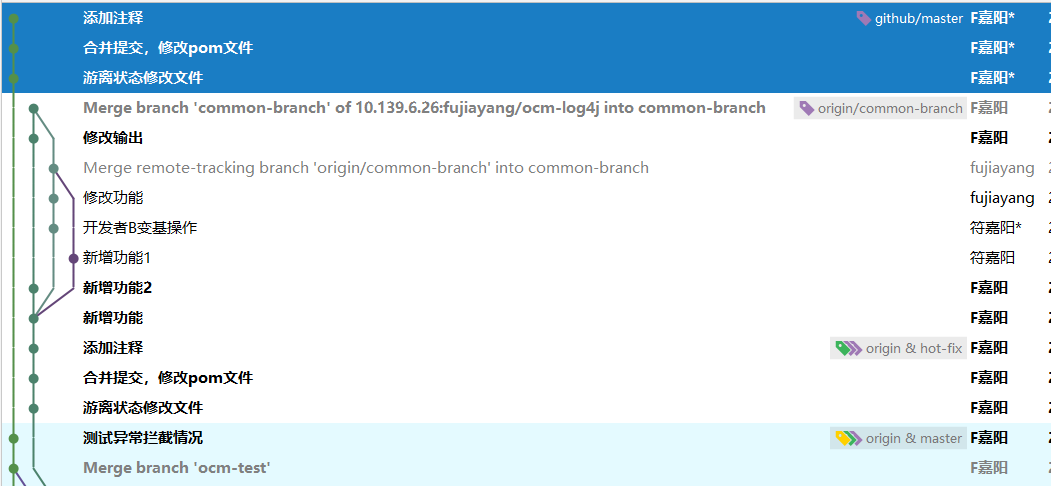 添加注释 github/master F嘉阳*
合并提交，修改pom文件 F嘉阳*
游离状态修改文件 F嘉阳*
Merge branch 'common-branch' of 10.139.6.26:fujiayang/ocm-log4j into common-branch origin/common-branch F嘉阳
修改输出 F嘉阳
Merge remote-tracking branch 'origin/common-branch' into common-branch fujiayang
修改功能 fujiayang
开发者B变基操作 符嘉阳*
新增功能1 符嘉阳
新增功能2 F嘉阳
新增功能 F嘉阳
添加注释 origin & hot-fix F嘉阳
合并提交，修改pom文件 F嘉阳
游离状态修改文件 F嘉阳
测试异常拦截情况 origin & master F嘉阳
Merge branch 'ocm-test' F嘉阳